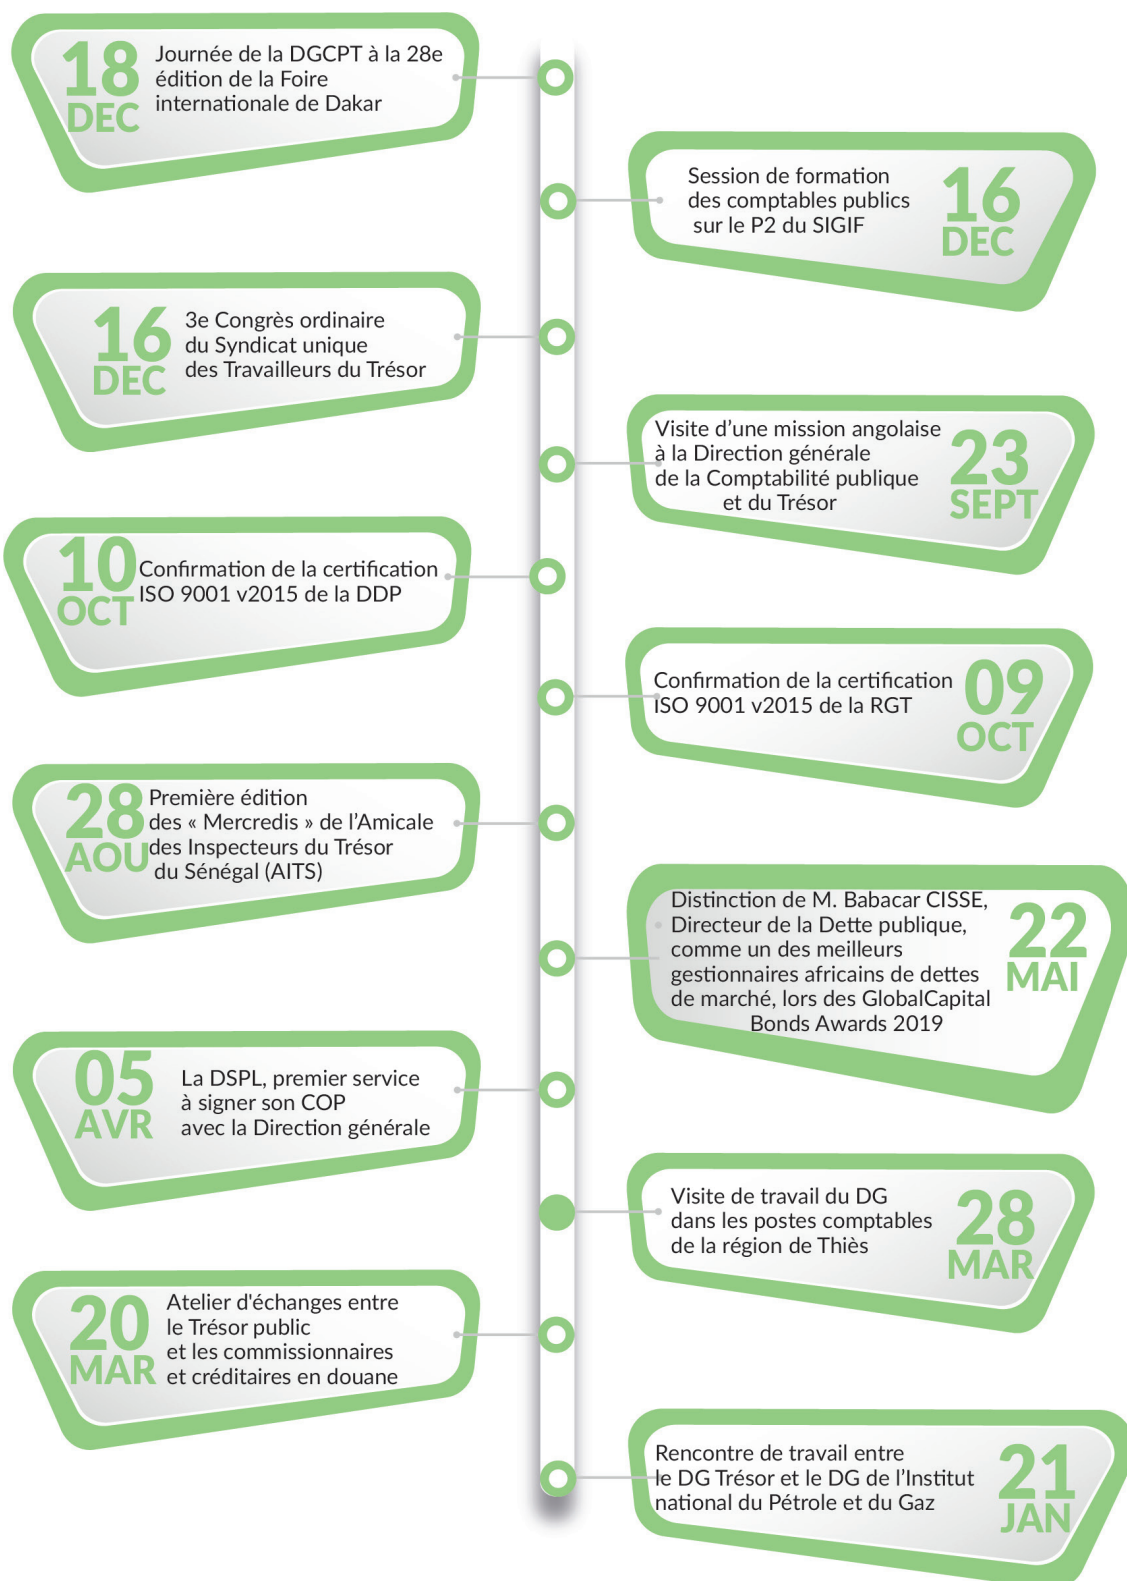 18
DEC
Journée de la DGCPT à la 28e
édition de la Foire
internationale de Dakar
Session de formation
des comptables publics
sur le P2 du SIGIF
16
DEC
16
DEC
3e Congrès ordinaire
du Syndicat unique
des Travailleurs du Trésor
Visite d’une mission angolaise
à la Direction générale
de la Comptabilité publique
et du Trésor
23
SEPT
10
OCT
Confirmation de la certification
ISO 9001 v2015 de la DDP
Confirmation de la certification
ISO 9001 v2015 de la RGT
09
OCT
28
AOU
Première édition
des « Mercredis » de l’Amicale
des Inspecteurs du Trésor
du Sénégal (AITS)
Distinction de M. Babacar CISSE,
Directeur de la Dette publique,
comme un des meilleurs
gestionnaires africains de dettes
de marché, lors des GlobalCapital
Bonds Awards 2019
22
MAI
05
AVR
La DSPL, premier service
à signer son COP
avec la Direction générale
Visite de travail du DG
dans les postes comptables
de la région de Thiès
28
MAR
20
MAR
Atelier d'échanges entre
le Trésor public
et les commissionnaires
et créditaires en douane
Rencontre de travail entre
le DG Trésor et le DG de l’Institut
national du Pétrole et du Gaz
21
JAN